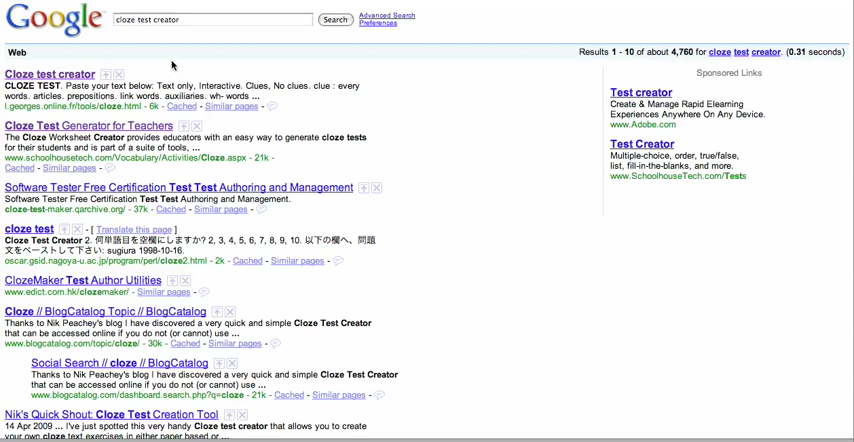 Google
cloze test creator
Search
Advanced Search
Preferences
Web
Results 1 - 10 of about 4,760 for cloze test creator. (0.31 seconds)
Cloze test creator
CLOZE TEST. Paste your text below: Text only, Interactive. Clues, No clues. clue : every
words. articles. prepositions. link words. auxiliaries. wh- words ...
l.georges.online.fr/tools/cloze.html - 6k - Cached - Similar pages -
Cloze Test Generator for Teachers
The Cloze Worksheet Creator provides educators with an easy way to generate cloze tests
for their students and is part of a suite of tools, ...
www.schoolhousetech.com/Vocabulary/Activities/Cloze.aspx - 21k -
Cached - Similar pages -
Software Tester Free Certification Test Test Authoring and Management
Software Tester Free Certification Test Test Authoring and Management.
cloze-test-maker.qarchive.org/ - 37k - Cached - Similar pages -
cloze test - [ Translate this page ]
Cloze Test Creator 2. 何単語目を空欄にしますか? 2, 3, 4, 5, 6, 7, 8, 9, 10. 以下の欄へ、問題
文をペーストして下さい: sugiura 1998-10-16.
oscar.gsid.nagoya-u.ac.jp/program/perl/cloze2.html - 2k - Cached - Similar pages -
ClozeMaker Test Author Utilities
www.edict.com.hk/clozemaker/ - Similar pages -
Cloze // BlogCatalog Topic // BlogCatalog
Thanks to Nik Peachey's blog I have discovered a very quick and simple Cloze Test Creator
that can be accessed online if you do not (or cannot) use ...
www.blogcatalog.com/topic/cloze/ - 30k - Cached - Similar pages -
Social Search // cloze // BlogCatalog
Thanks to Nik Peachey's blog I have discovered a very quick and simple Cloze Test Creator
that can be accessed online if you do not (or cannot) use ...
www.blogcatalog.com/dashboard.search.php?q=cloze - 21k - Cached - Similar pages -
Nik's Quick Shout: Cloze Test Creation Tool
14 Apr 2009 ... I've just spotted this very handy Cloze test creator that allows you to create
your own cloze text exercises in either paper based or ...
Sponsored Links
Test creator
Create & Manage Rapid Elearning
Experiences Anywhere On Any Device.
www.Adobe.com
Test Creator
Multiple-choice, order, true/false,
list, fill-in-the-blanks, and more.
www.SchoolhouseTech.com/Tests